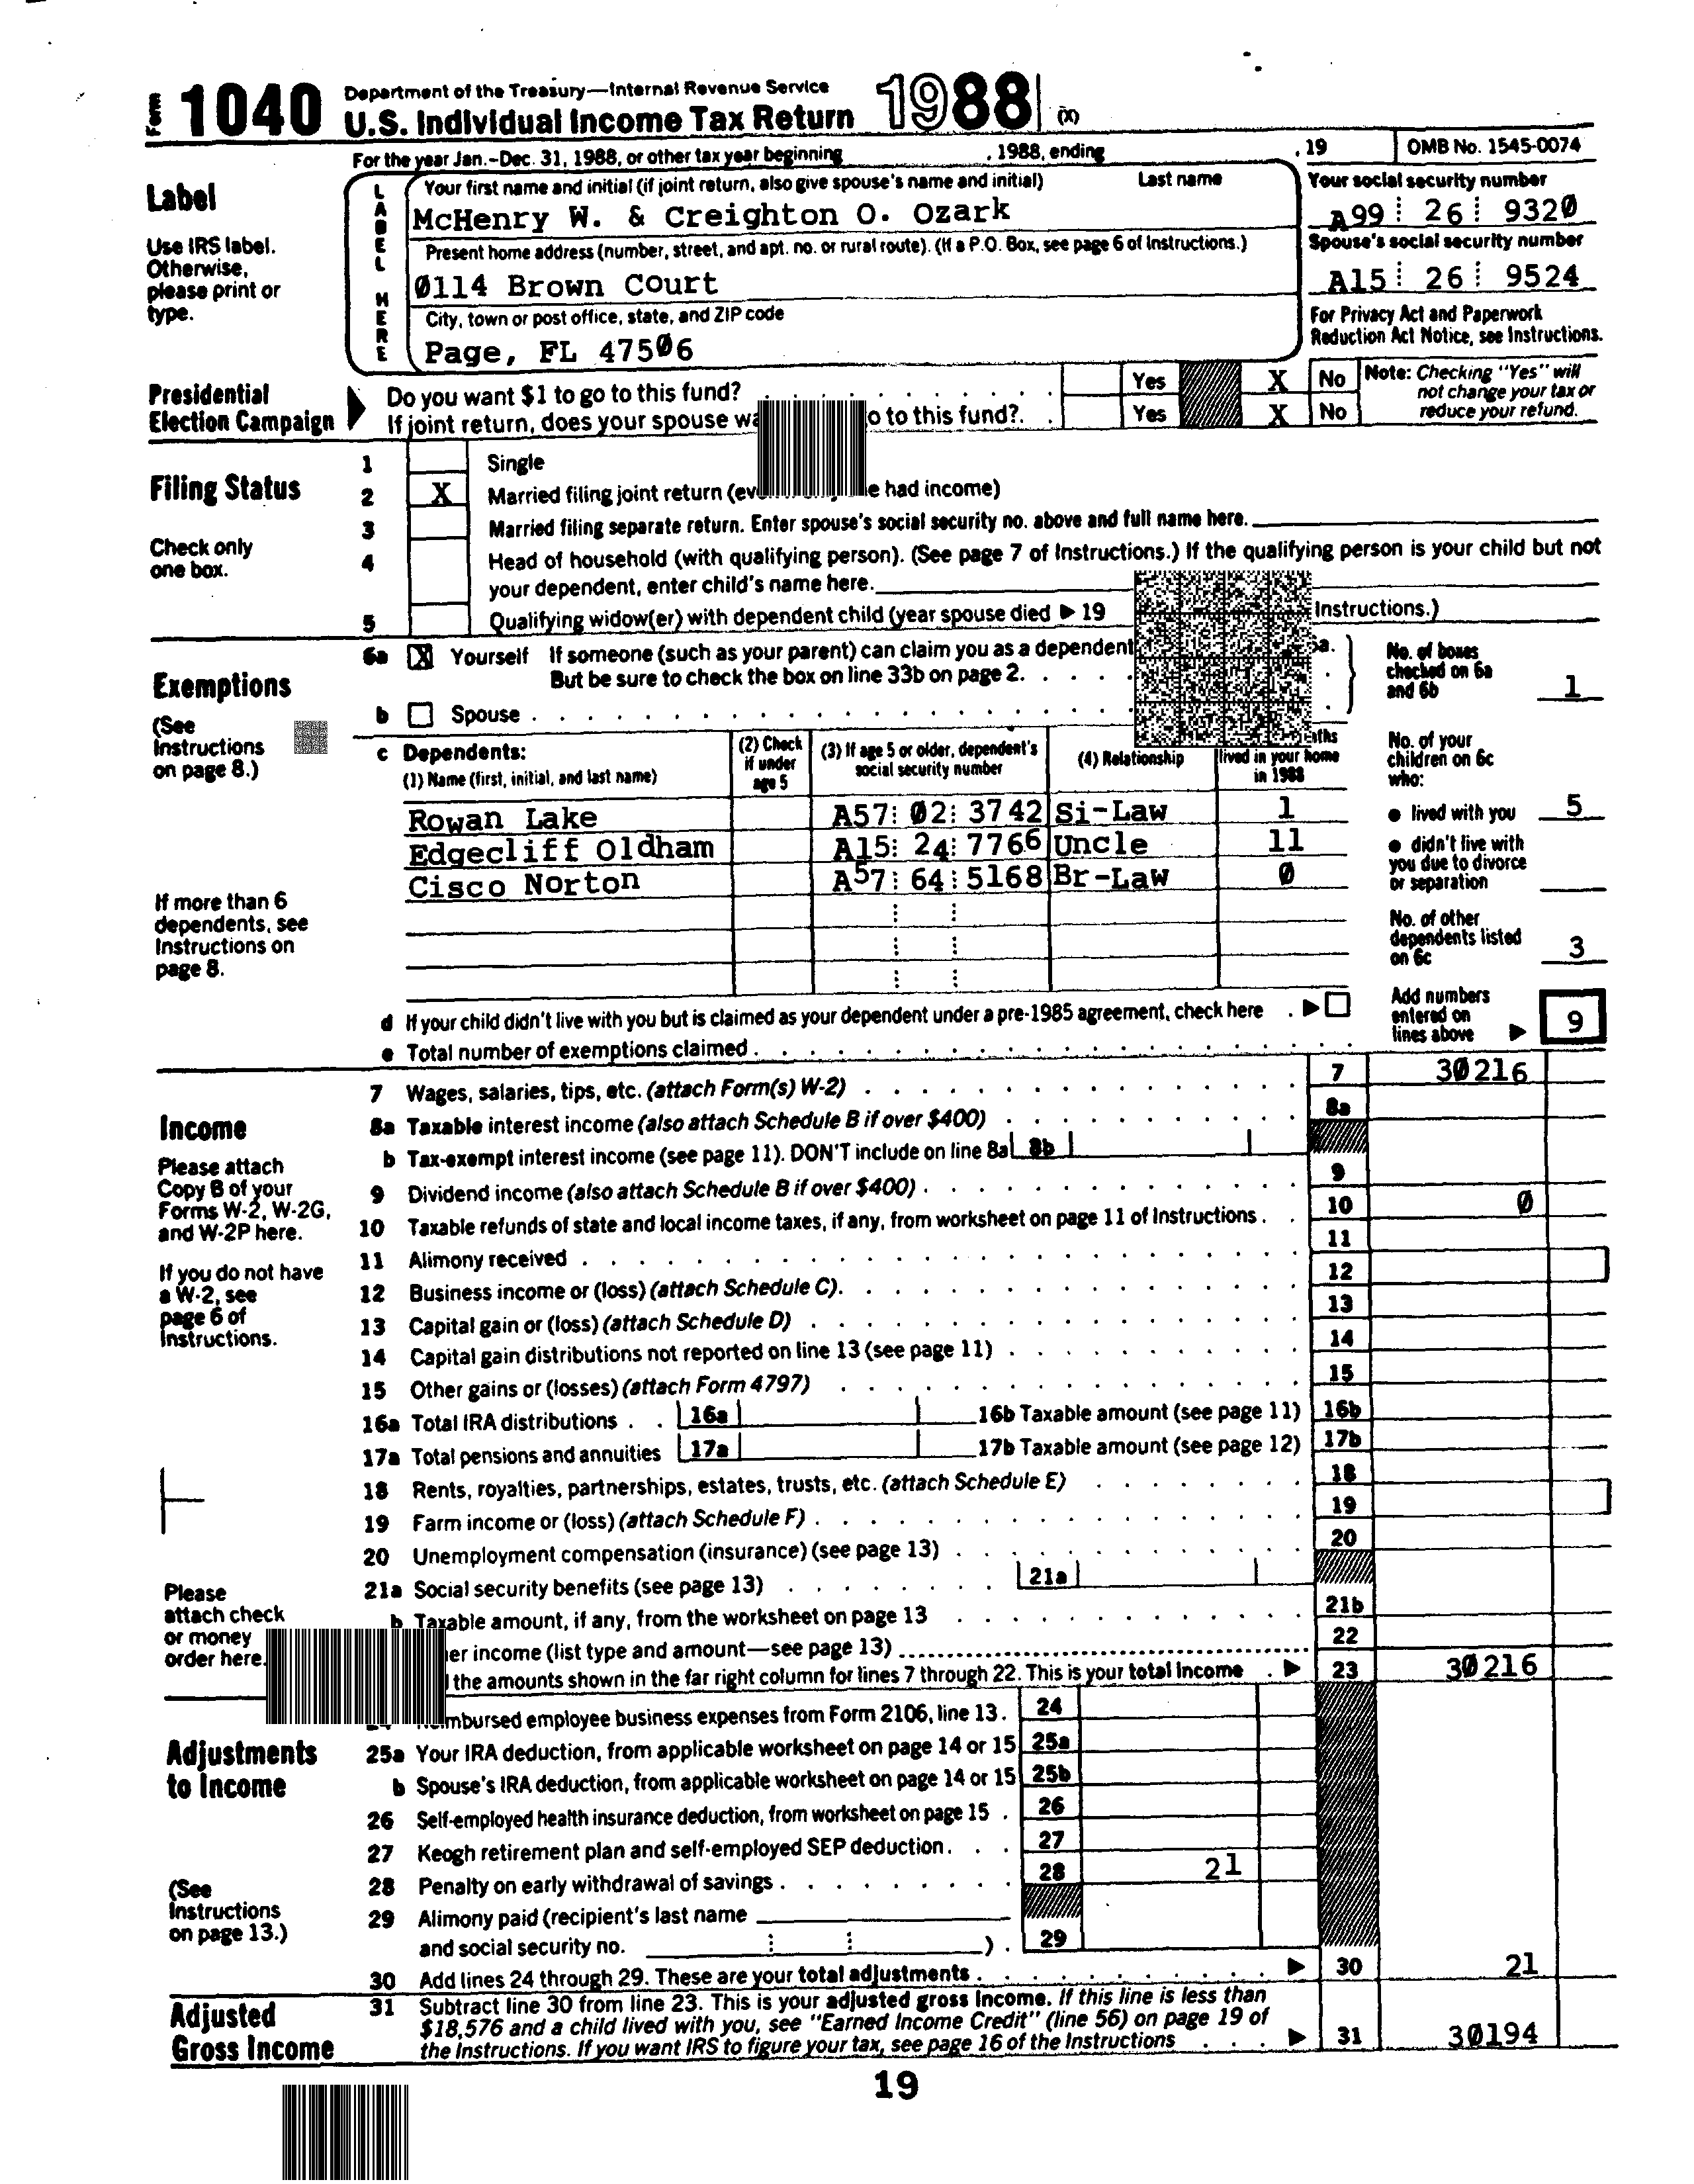 Form 1040 Department of the Treasury—Internal Revenue Service
U.S. Individual Income Tax Return 1988 (X)
For the year Jan.–Dec. 31, 1988, or other tax year beginning , 1988, ending , 19 OMB No. 1545-0074
Label
Use IRS label.
Otherwise,
please print or
type.
LABEL HERE
Your first name and initial (if joint return, also give spouse's name and initial) Last name
McHenry W. & Creighton O. Ozark
Present home address (number, street, and apt. no. or rural route). (If a P.O. Box, see page 6 of Instructions.)
0114 Brown Court
City, town or post office, state, and ZIP code
Page, FL 47506
Your social security number
A99 26 9320
Spouse's social security number
A15 26 9524
For Privacy Act and Paperwork
Reduction Act Notice, see Instructions.
Presidential
Election Campaign
Do you want $1 to go to this fund? Yes X No
If joint return, does your spouse wa o to this fund? Yes X No
Note: Checking "Yes" will
not change your tax or
reduce your refund.
Filing Status
Check only
one box.
1 Single
2 X Married filing joint return (ev e had income)
3 Married filing separate return. Enter spouse's social security no. above and full name here.
4 Head of household (with qualifying person). (See page 7 of Instructions.) If the qualifying person is your child but not
your dependent, enter child's name here.
5 Qualifying widow(er) with dependent child (year spouse died ▶ 19 Instructions.)
Exemptions
(See
Instructions
on page 8.)
If more than 6
dependents, see
Instructions on
page 8.
6a X Yourself If someone (such as your parent) can claim you as a dependent
But be sure to check the box on line 33b on page 2.
b Spouse
No. of boxes
checked on 6a
and 6b 1
c Dependents:
(1) Name (first, initial, and last name)
(2) Check
if under
age 5
(3) If age 5 or older, dependent's
social security number
(4) Relationship
lived in your home
in 1988
Rowan Lake A57 02 3742 Si-Law 1
Edgecliff Oldham A15 24 7766 Uncle 11
Cisco Norton A57 64 5168 Br-Law 0
No. of your
children on 6c
who:
● lived with you 5
● didn't live with
you due to divorce
or separation
No. of other
dependents listed
on 6c 3
d If your child didn't live with you but is claimed as your dependent under a pre-1985 agreement, check here ▶
e Total number of exemptions claimed
Add numbers
entered on
lines above ▶ 9
Income
Please attach
Copy B of your
Forms W-2, W-2G,
and W-2P here.
If you do not have
a W-2, see
page 6 of
Instructions.
Please
attach check
or money
order here.
7 Wages, salaries, tips, etc. (attach Form(s) W-2) 7 30216
8a Taxable interest income (also attach Schedule B if over $400) 8a
b Tax-exempt interest income (see page 11). DON'T include on line 8a 8b
9 Dividend income (also attach Schedule B if over $400) 9
10 Taxable refunds of state and local income taxes, if any, from worksheet on page 11 of Instructions 10 0
11 Alimony received 11
12 Business income or (loss) (attach Schedule C) 12
13 Capital gain or (loss) (attach Schedule D) 13
14 Capital gain distributions not reported on line 13 (see page 11) 14
15 Other gains or (losses) (attach Form 4797) 15
16a Total IRA distributions 16a 16b Taxable amount (see page 11) 16b
17a Total pensions and annuities 17a 17b Taxable amount (see page 12) 17b
18 Rents, royalties, partnerships, estates, trusts, etc. (attach Schedule E) 18
19 Farm income or (loss) (attach Schedule F) 19
20 Unemployment compensation (insurance) (see page 13) 20
21a Social security benefits (see page 13) 21a
b Taxable amount, if any, from the worksheet on page 13 21b
er income (list type and amount—see page 13) 22
the amounts shown in the far right column for lines 7 through 22. This is your total income ▶ 23 30216
Adjustments
to Income
(See
Instructions
on page 13.)
mbursed employee business expenses from Form 2106, line 13. 24
25a Your IRA deduction, from applicable worksheet on page 14 or 15 25a
b Spouse's IRA deduction, from applicable worksheet on page 14 or 15 25b
26 Self-employed health insurance deduction, from worksheet on page 15 26
27 Keogh retirement plan and self-employed SEP deduction 27
28 Penalty on early withdrawal of savings 28 21
29 Alimony paid (recipient's last name
and social security no. ) 29
30 Add lines 24 through 29. These are your total adjustments ▶ 30 21
Adjusted
Gross Income
31 Subtract line 30 from line 23. This is your adjusted gross income. If this line is less than
$18,576 and a child lived with you, see "Earned Income Credit" (line 56) on page 19 of
the Instructions. If you want IRS to figure your tax, see page 16 of the Instructions ▶ 31 30194
19